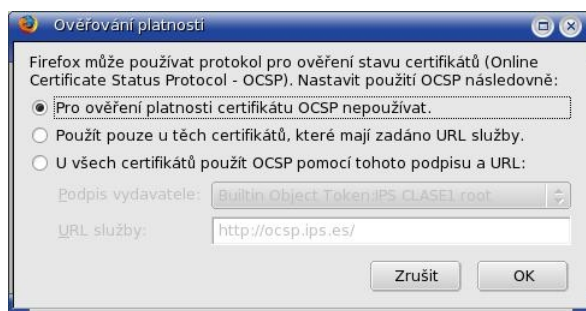 Ověřování platnosti
Firefox může používat protokol pro ověření stavu certifikátů (Online
Certificate Status Protocol - OCSP). Nastavit použití OCSP následovně:
Pro ověření platnosti certifikátu OCSP nepoužívat.
Použít pouze u těch certifikátů, které mají zadáno URL služby.
U všech certifikátů použít OCSP pomocí tohoto podpisu a URL:
Podpis vydavatele: Builtin Object Token:IPS CLASE1 root
URL služby: http://ocsp.ips.es/
Zrušit OK